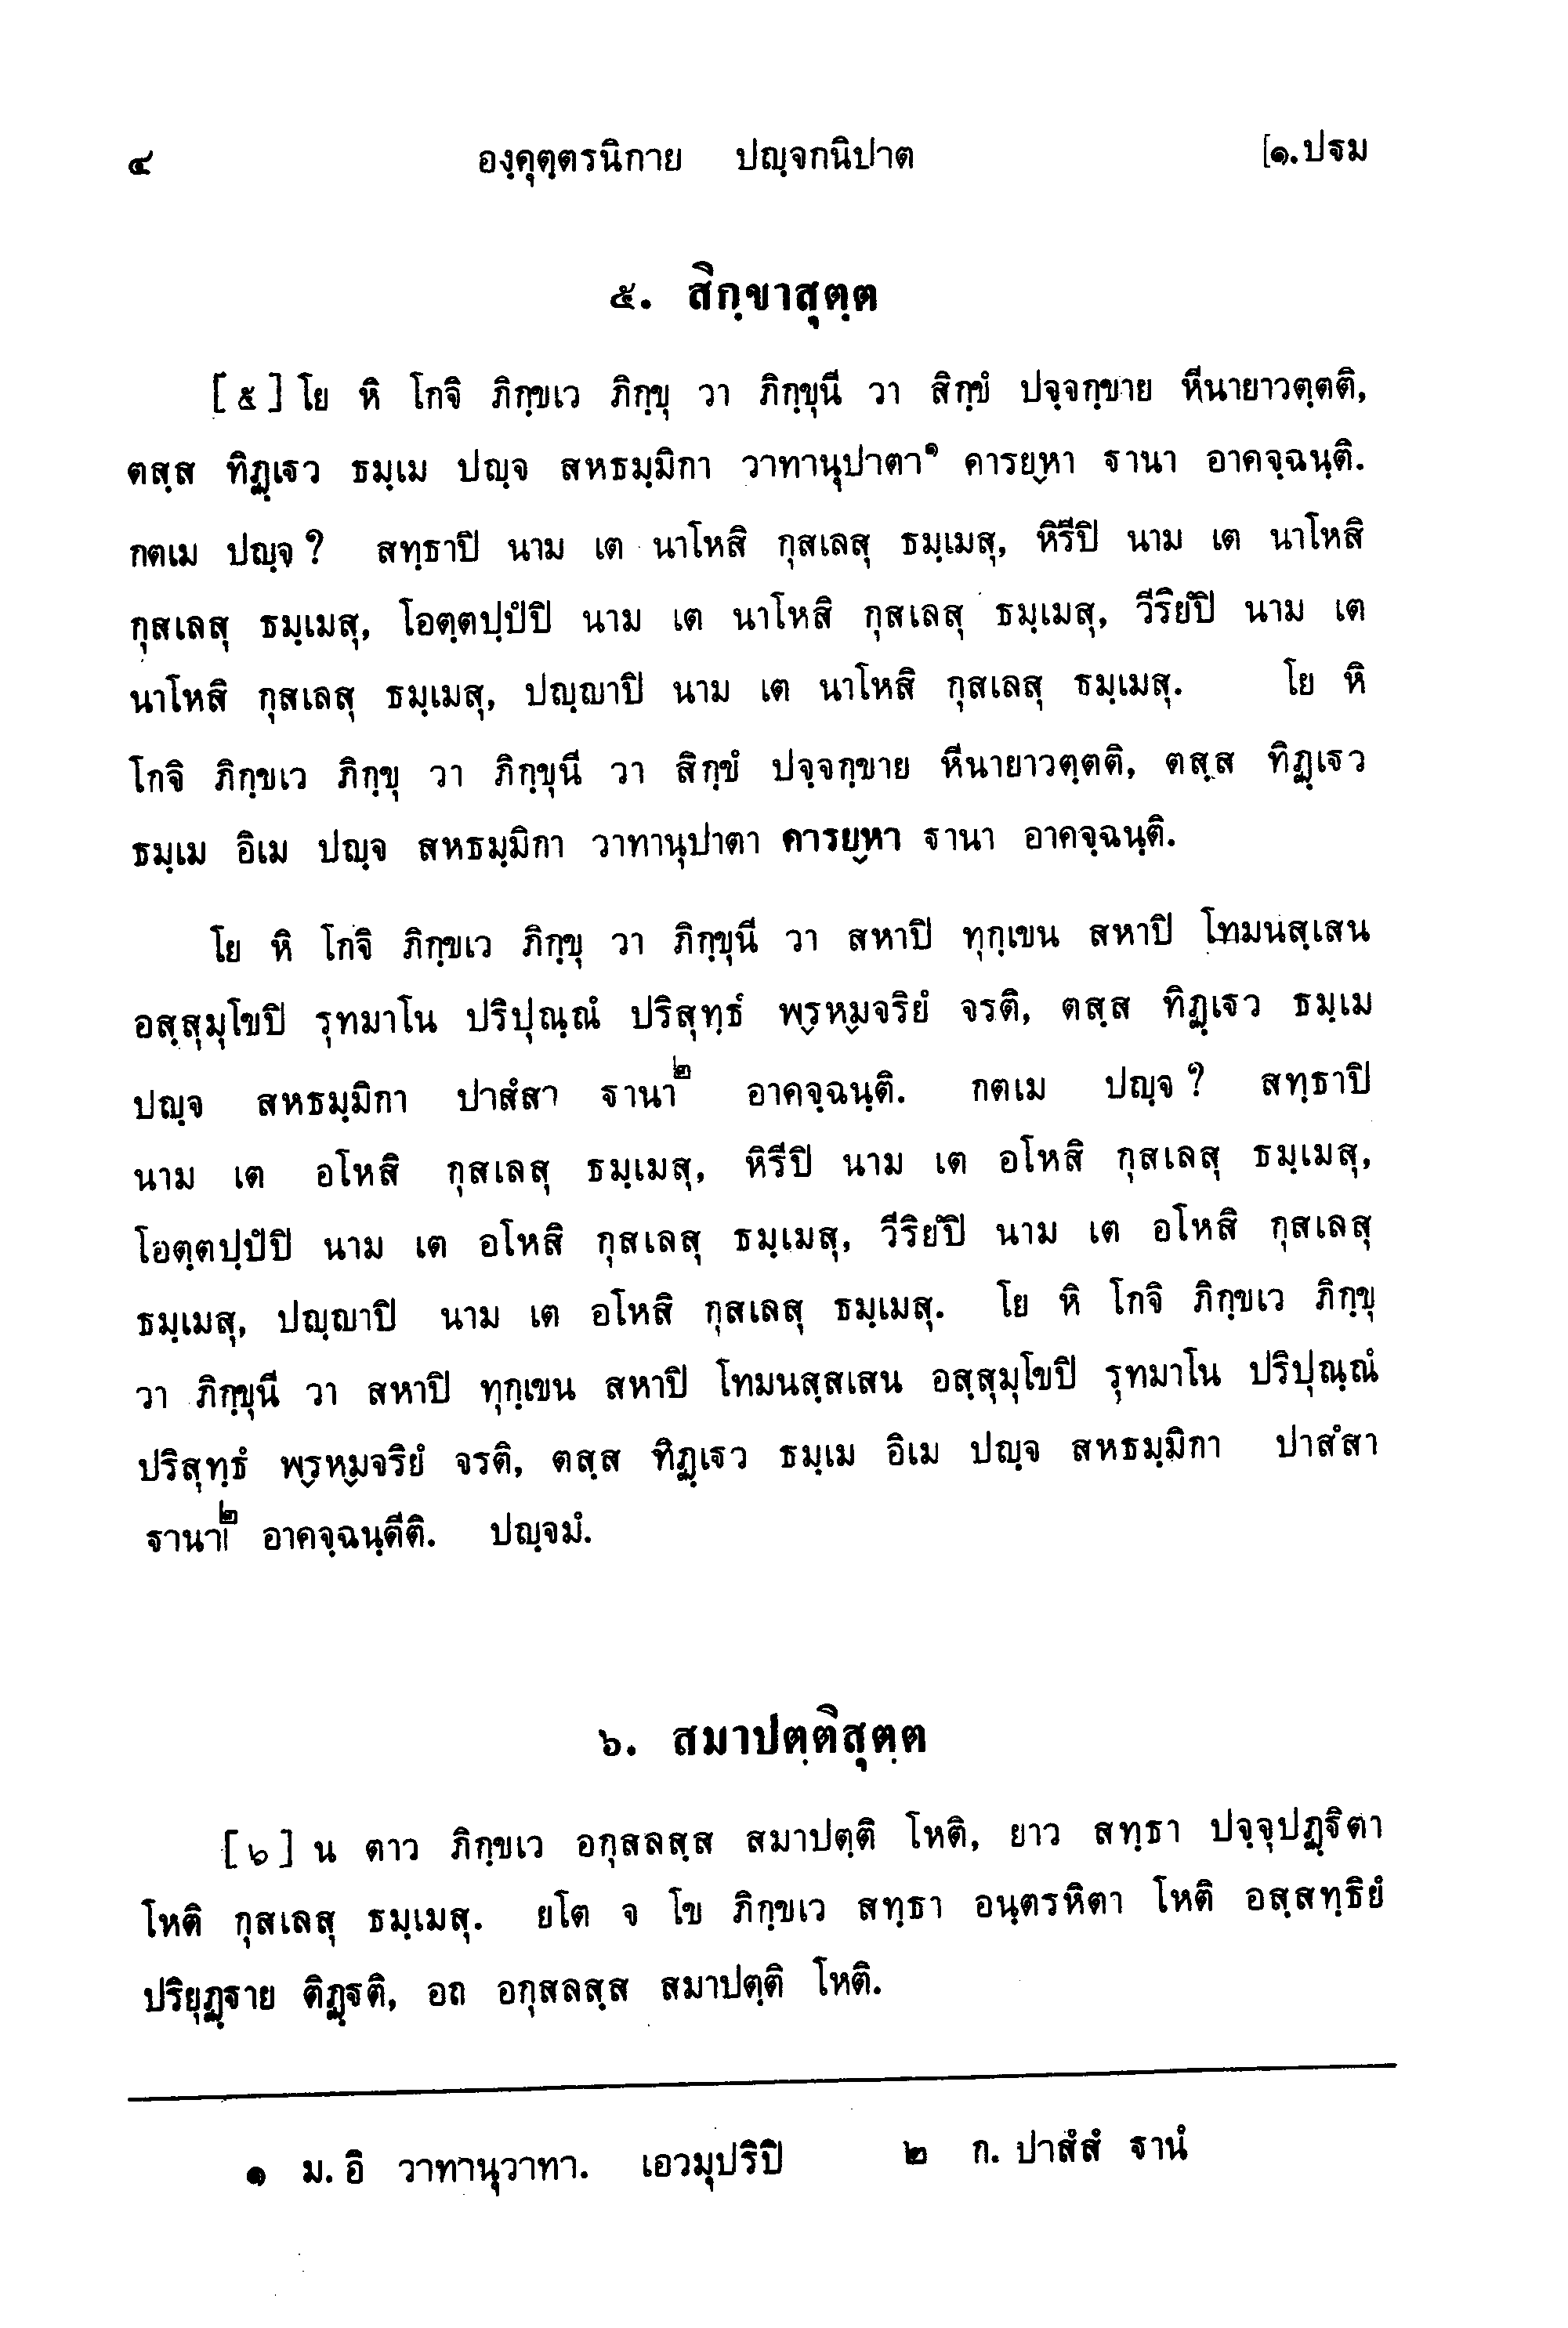 ๔ องฺคุตฺตรนิกาย ปญฺจกนิปาต [๑.ปฐม
๕. สิกฺขาสุตฺต
[๕] โย หิ โกจิ ภิกฺขเว ภิกฺขุ วา ภิกฺขุนี วา สิกฺขํ ปจฺจกฺขาย หีนายาวตฺตติ,
ตสฺส ทิฏฺเฐว ธมฺเม ปญฺจ สหธมฺมิกา วาทานุปาตา๑ คารยฺหา ฐานา อาคจฺฉนฺติ.
กตเม ปญฺจ ? สทฺธาปิ นาม เต นาโหสิ กุสเลสุ ธมฺเมสุ, หิรีปิ นาม เต นาโหสิ
กุสเลสุ ธมฺเมสุ, โอตฺตปฺปํปิ นาม เต นาโหสิ กุสเลสุ ธมฺเมสุ, วีริยํปิ นาม เต
นาโหสิ กุสเลสุ ธมฺเมสุ, ปญฺญาปิ นาม เต นาโหสิ กุสเลสุ ธมฺเมสุ. โย หิ
โกจิ ภิกฺขเว ภิกฺขุ วา ภิกฺขุนี วา สิกฺขํ ปจฺจกฺขาย หีนายาวตฺตติ, ตสฺส ทิฏฺเฐว
ธมฺเม อิเม ปญฺจ สหธมฺมิกา วาทานุปาตา คารยฺหา ฐานา อาคจฺฉนฺติ.
โย หิ โกจิ ภิกฺขเว ภิกฺขุ วา ภิกฺขุนี วา สหาปิ ทุกฺเขน สหาปิ โทมนสฺเสน
อสฺสุมุโขปิ รุทมาโน ปริปุณฺณํ ปริสุทฺธํ พฺรหฺมจริยํ จรติ, ตสฺส ทิฏฺเฐว ธมฺเม
ปญฺจ สหธมฺมิกา ปาสํสา ฐานา๒ อาคจฺฉนฺติ. กตเม ปญฺจ ? สทฺธาปิ
นาม เต อโหสิ กุสเลสุ ธมฺเมสุ, หิรีปิ นาม เต อโหสิ กุสเลสุ ธมฺเมสุ,
โอตฺตปฺปํปิ นาม เต อโหสิ กุสเลสุ ธมฺเมสุ, วีริยํปิ นาม เต อโหสิ กุสเลสุ
ธมฺเมสุ, ปญฺญาปิ นาม เต อโหสิ กุสเลสุ ธมฺเมสุ. โย หิ โกจิ ภิกฺขเว ภิกฺขุ
วา ภิกฺขุนี วา สหาปิ ทุกฺเขน สหาปิ โทมนสฺสเสน อสฺสุมุโขปิ รุทมาโน ปริปุณฺณํ
ปริสุทฺธํ พฺรหฺมจริยํ จรติ, ตสฺส ทิฏฺเฐว ธมฺเม อิเม ปญฺจ สหธมฺมิกา ปาสํสา
ฐานา๒ อาคจฺฉนฺตีติ. ปญฺจมํ.
๖. สมาปตฺติสุตฺต
[๖] น ตาว ภิกฺขเว อกุสลสฺส สมาปตฺติ โหติ, ยาว สทฺธา ปจฺจุปฏฺฐิตา
โหติ กุสเลสุ ธมฺเมสุ. ยโต จ โข ภิกฺขเว สทฺธา อนฺตรหิตา โหติ อสฺสทฺธิยํ
ปริยุฏฺฐาย ติฏฺฐติ, อถ อกุสลสฺส สมาปตฺติ โหติ.
๑ ม. อิ วาทานุวาทา. เอวมุปริปิ ๒ ก. ปาสํสํ ฐานํ